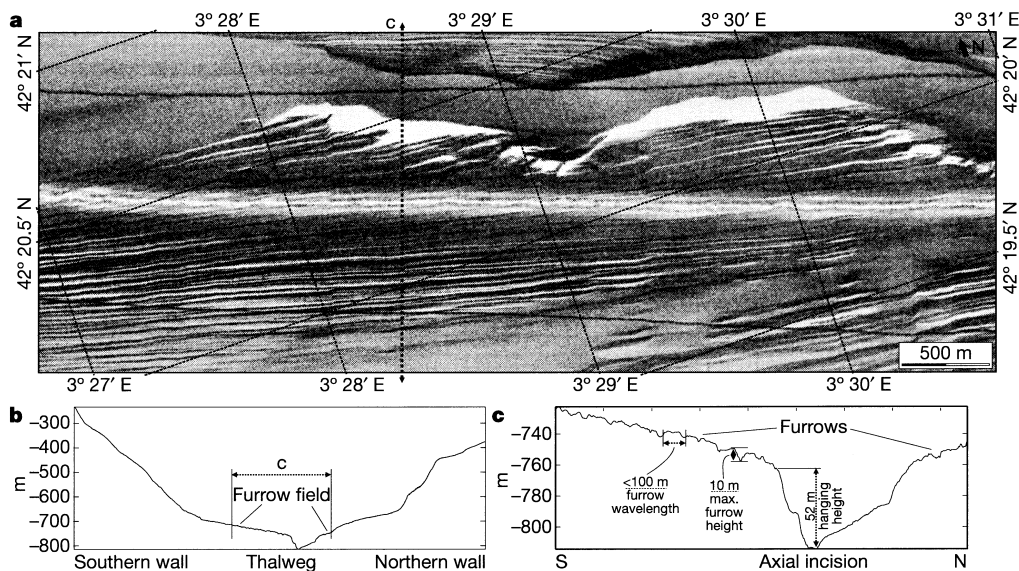 a
3° 28′ E
c
3° 29′ E
3° 30′ E
3° 31′ E
N
42° 21′ N
42° 20′ N
42° 20.5′ N
42° 19.5′ N
500 m
3° 27′ E
3° 28′ E
3° 29′ E
3° 30′ E
b
–300
–400
–500
–600
–700
–800
m
c
Furrow field
Southern wall
Thalweg
Northern wall
c
–740
–760
–780
–800
m
Furrows
<100 m
furrow
wavelength
10 m
max.
furrow
height
52 m
hanging
height
S
Axial incision
N